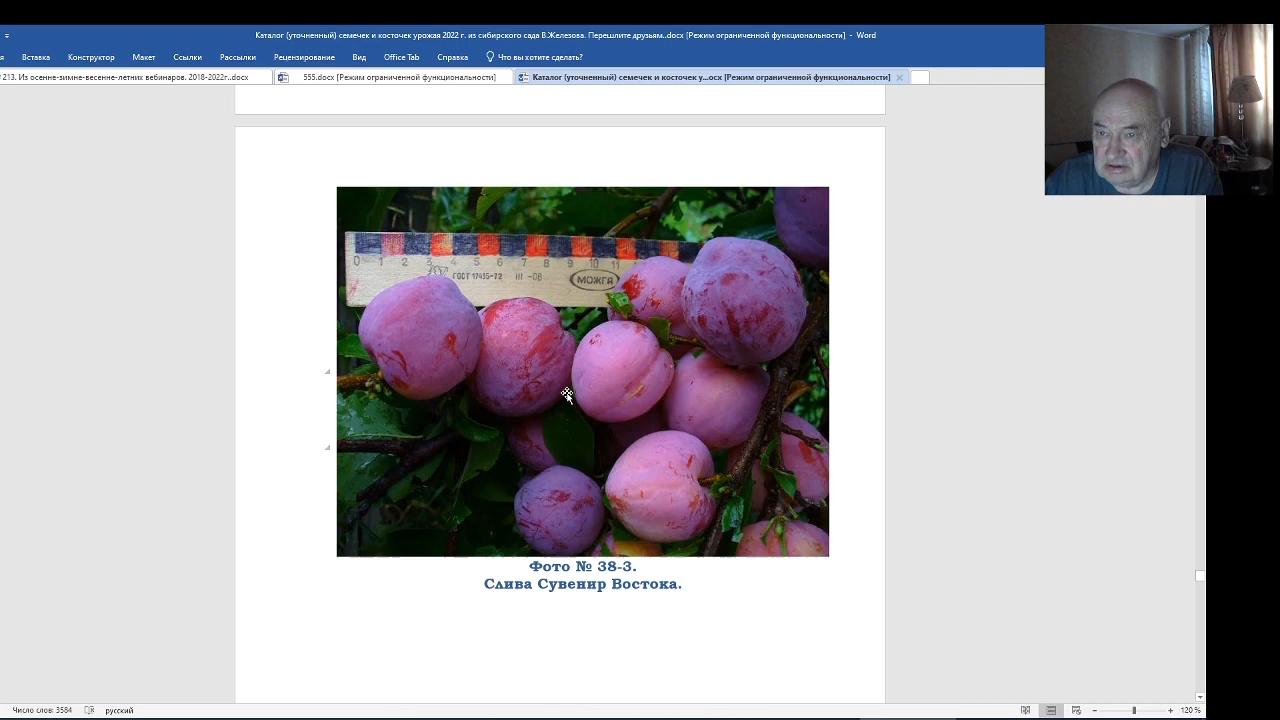 Каталог (уточненный) семечек и косточек урожая 2022 г. из сибирского сада В.Железова. Перешлите друзьям..docx [Режим ограниченной функциональности] - Word
Вставка Конструктор Макет Ссылки Рассылки Рецензирование Вид Office Tab Справка Что вы хотите сделать?
213. Из осенне-зимне-весенне-летних вебинаров. 2018-2022г..docx 555.docx [Режим ограниченной функциональности] Каталог (уточненный) семечек и косточек у...ocx [Режим ограниченной функциональности]
0 1 2 3 4 5 6 7 8 9 10 11
ГОСТ 17435-72 III -08 МОЖГА
Фото № 38-3.
Слива Сувенир Востока.
Число слов: 3584 русский 120 %